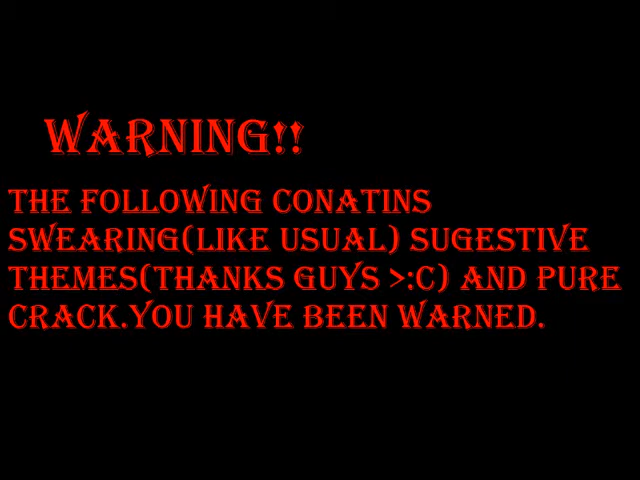 WARNING!!
THE FOLLOWING CONATINS
SWEARING(LIKE USUAL) SUGESTIVE
THEMES(THANKS GUYS >:C) AND PURE
CRACK.YOU HAVE BEEN WARNED.